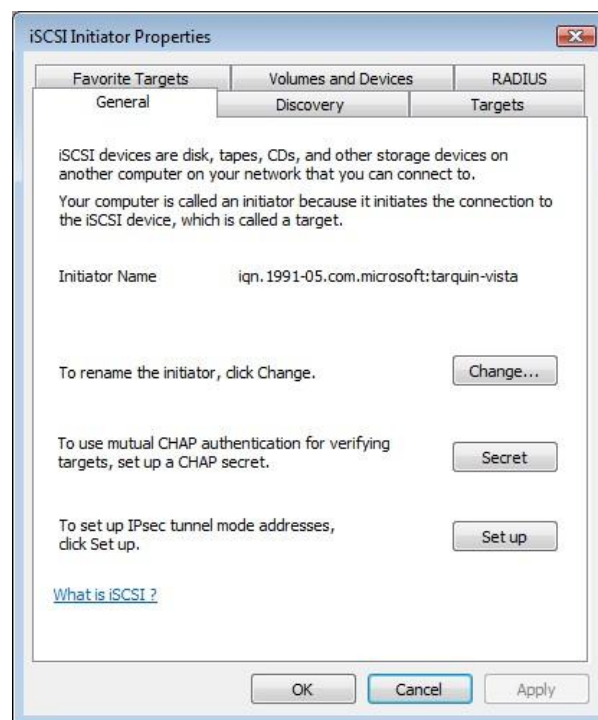 iSCSI Initiator Properties
Favorite Targets
Volumes and Devices
RADIUS
General
Discovery
Targets
iSCSI devices are disk, tapes, CDs, and other storage devices on
another computer on your network that you can connect to.
Your computer is called an initiator because it initiates the connection to
the iSCSI device, which is called a target.
Initiator Name iqn.1991-05.com.microsoft:tarquin-vista
To rename the initiator, click Change.
Change...
To use mutual CHAP authentication for verifying
targets, set up a CHAP secret.
Secret
To set up IPsec tunnel mode addresses,
click Set up.
Set up
What is iSCSI ?
OK
Cancel
Apply